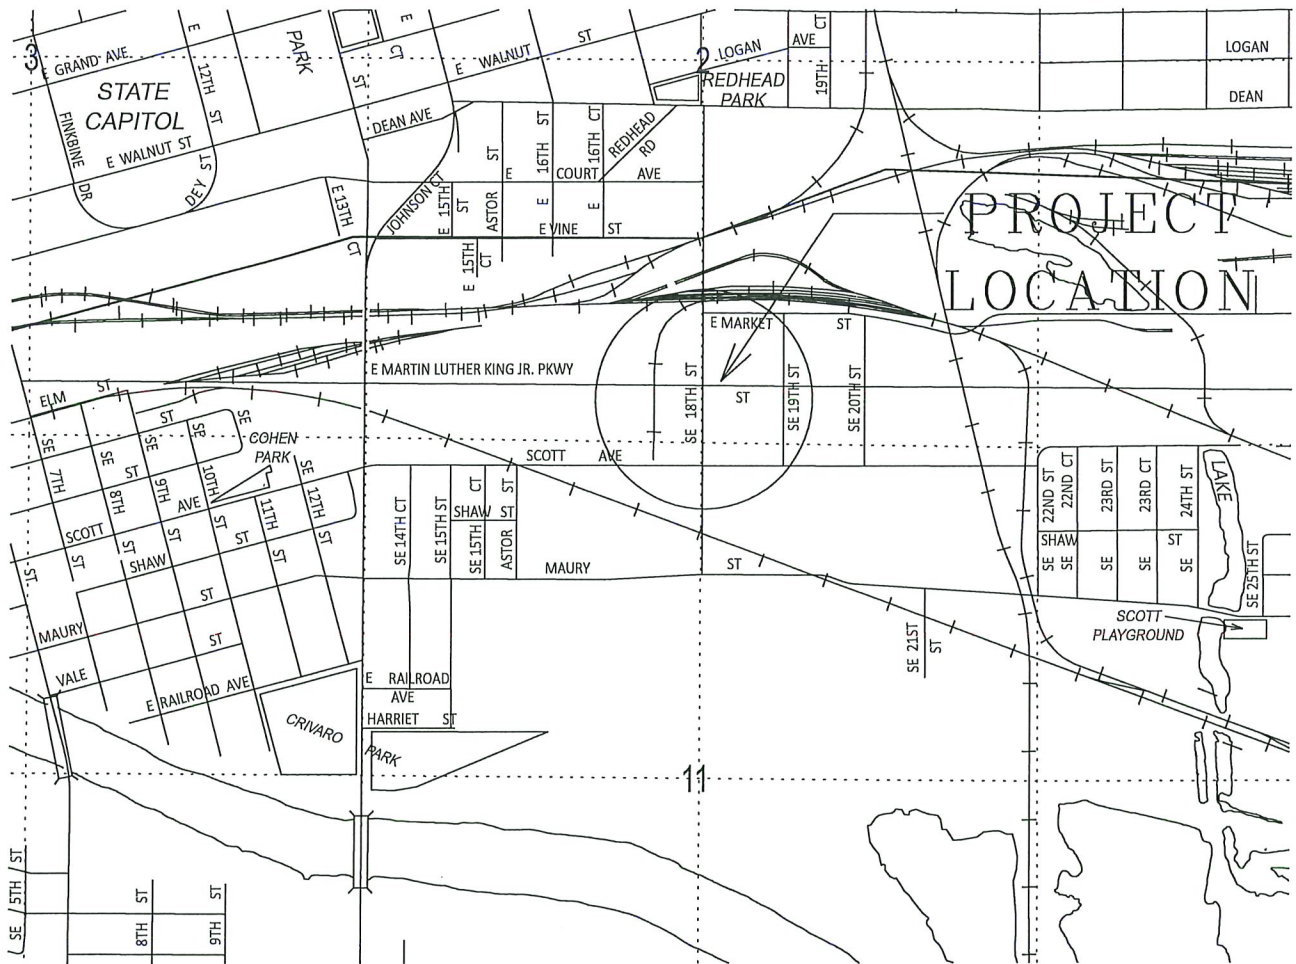 3
E GRAND AVE
STATE
CAPITOL
E
12TH
ST
PARK
ST
CT
E
E WALNUT ST
2
LOGAN
AVE
19TH CT
REDHEAD
PARK
LOGAN
DEAN
FINKBINE
DR
E WALNUT ST
DEY ST
DEAN AVE
E 13TH
CT
JOHNSON CT
E 15TH
ST
ASTOR
ST
E 16TH ST
E 16TH CT
REDHEAD
RD
E COURT AVE
E VINE ST
E 15TH
CT
PROJECT
LOCATION
E MARKET ST
E MARTIN LUTHER KING JR. PKWY
ELM ST
SE 18TH ST
ST
SE 19TH ST
SE 20TH ST
ST
SE
7TH
ST
SE
8TH
ST
SE
9TH
ST
SE
10TH
ST
SE
11TH
ST
SE 12TH
ST
COHEN
PARK
SCOTT AVE
ST
SCOTT AVE
SHAW ST
SE 14TH CT
SE 15TH ST
SE 15TH CT
SHAW ST
ASTOR ST
SE 22ND ST
SE 22ND CT
SE 23RD ST
SE 23RD CT
SE 24TH ST
SHAW ST
LAKE
SE 25TH ST
ST
MAURY ST
MAURY ST
SE 21ST
ST
SCOTT
PLAYGROUND
VALE ST
E RAILROAD AVE
E RAILROAD
AVE
HARRIET ST
CRIVARO
PARK
11
SE 5TH ST
8TH ST
9TH ST